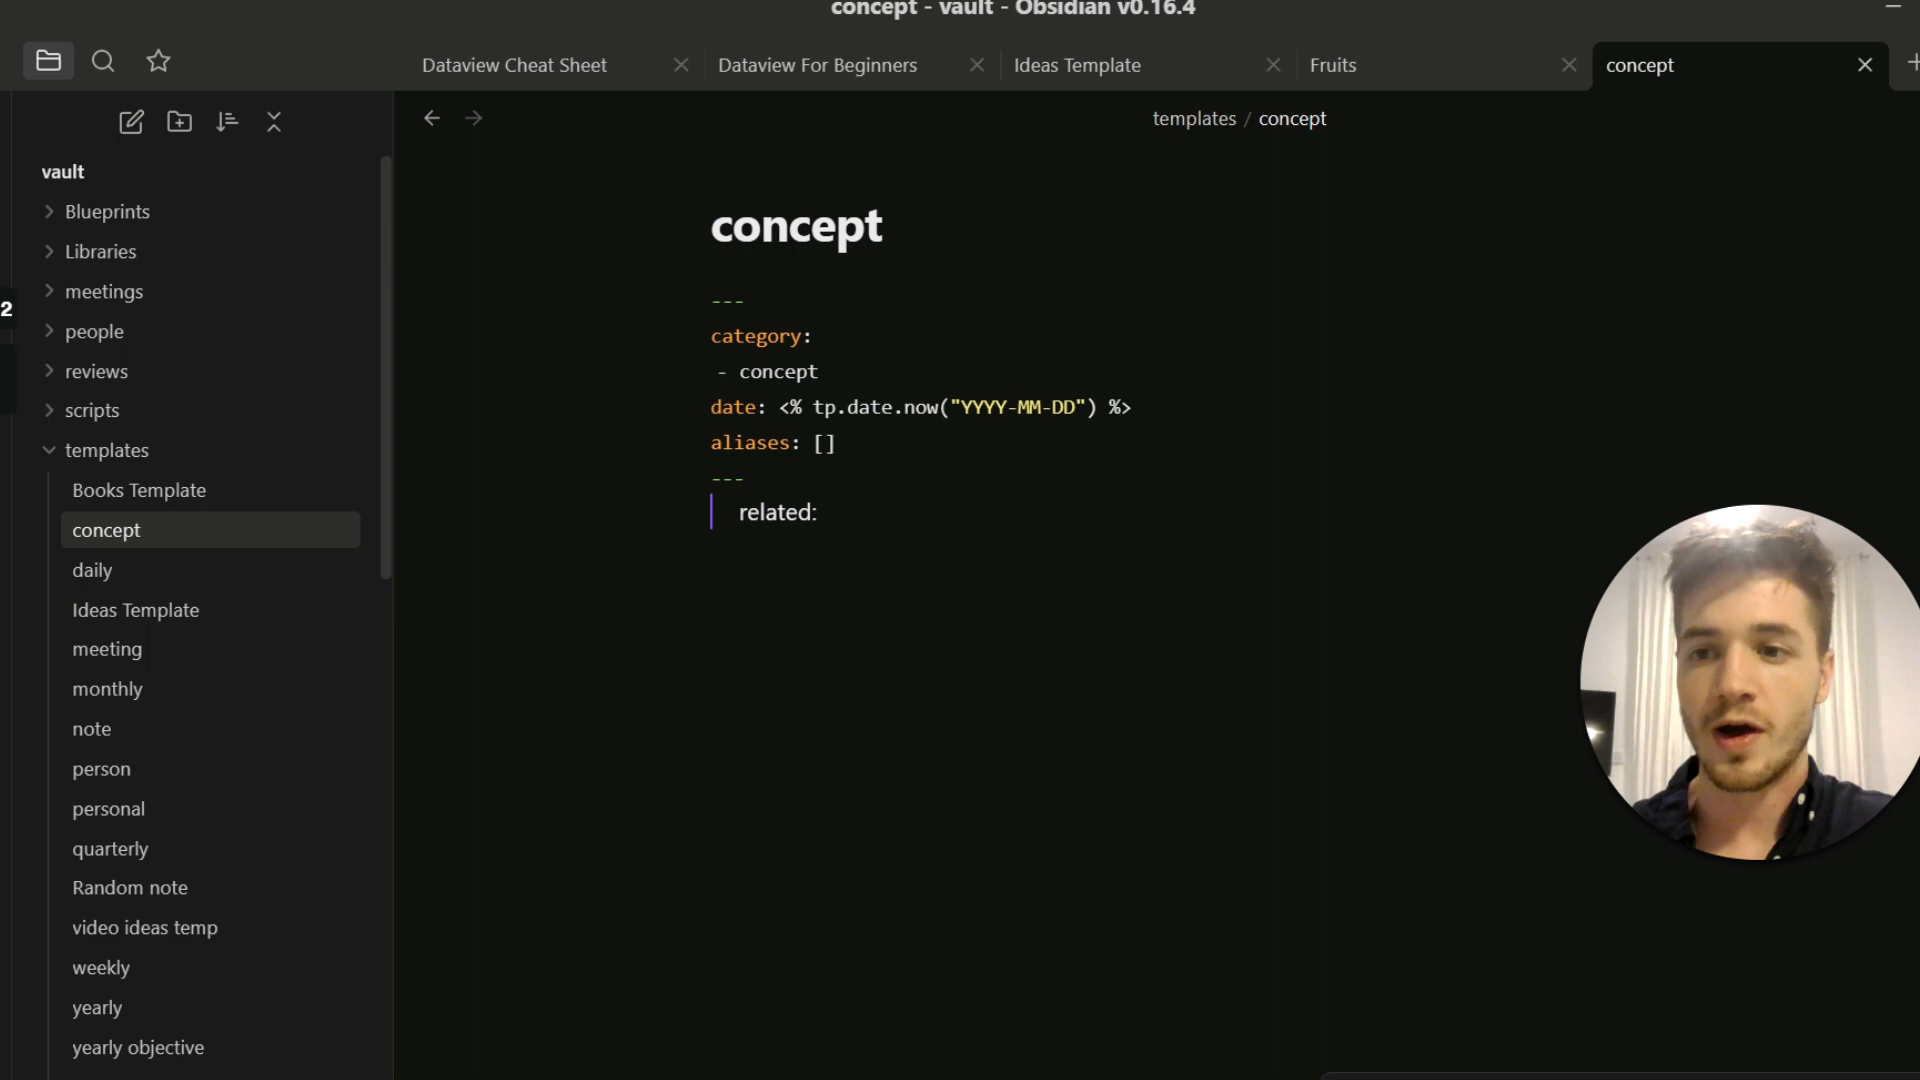 concept - vault - Obsidian v0.16.4
Dataview Cheat Sheet
Dataview For Beginners
Ideas Template
Fruits
concept
templates / concept
vault
Blueprints
Libraries
meetings
people
reviews
scripts
templates
Books Template
concept
daily
Ideas Template
meeting
monthly
note
person
personal
quarterly
Random note
video ideas temp
weekly
yearly
yearly objective
2
concept
---
category:
- concept
date: <% tp.date.now("YYYY-MM-DD") %>
aliases: []
---
related: